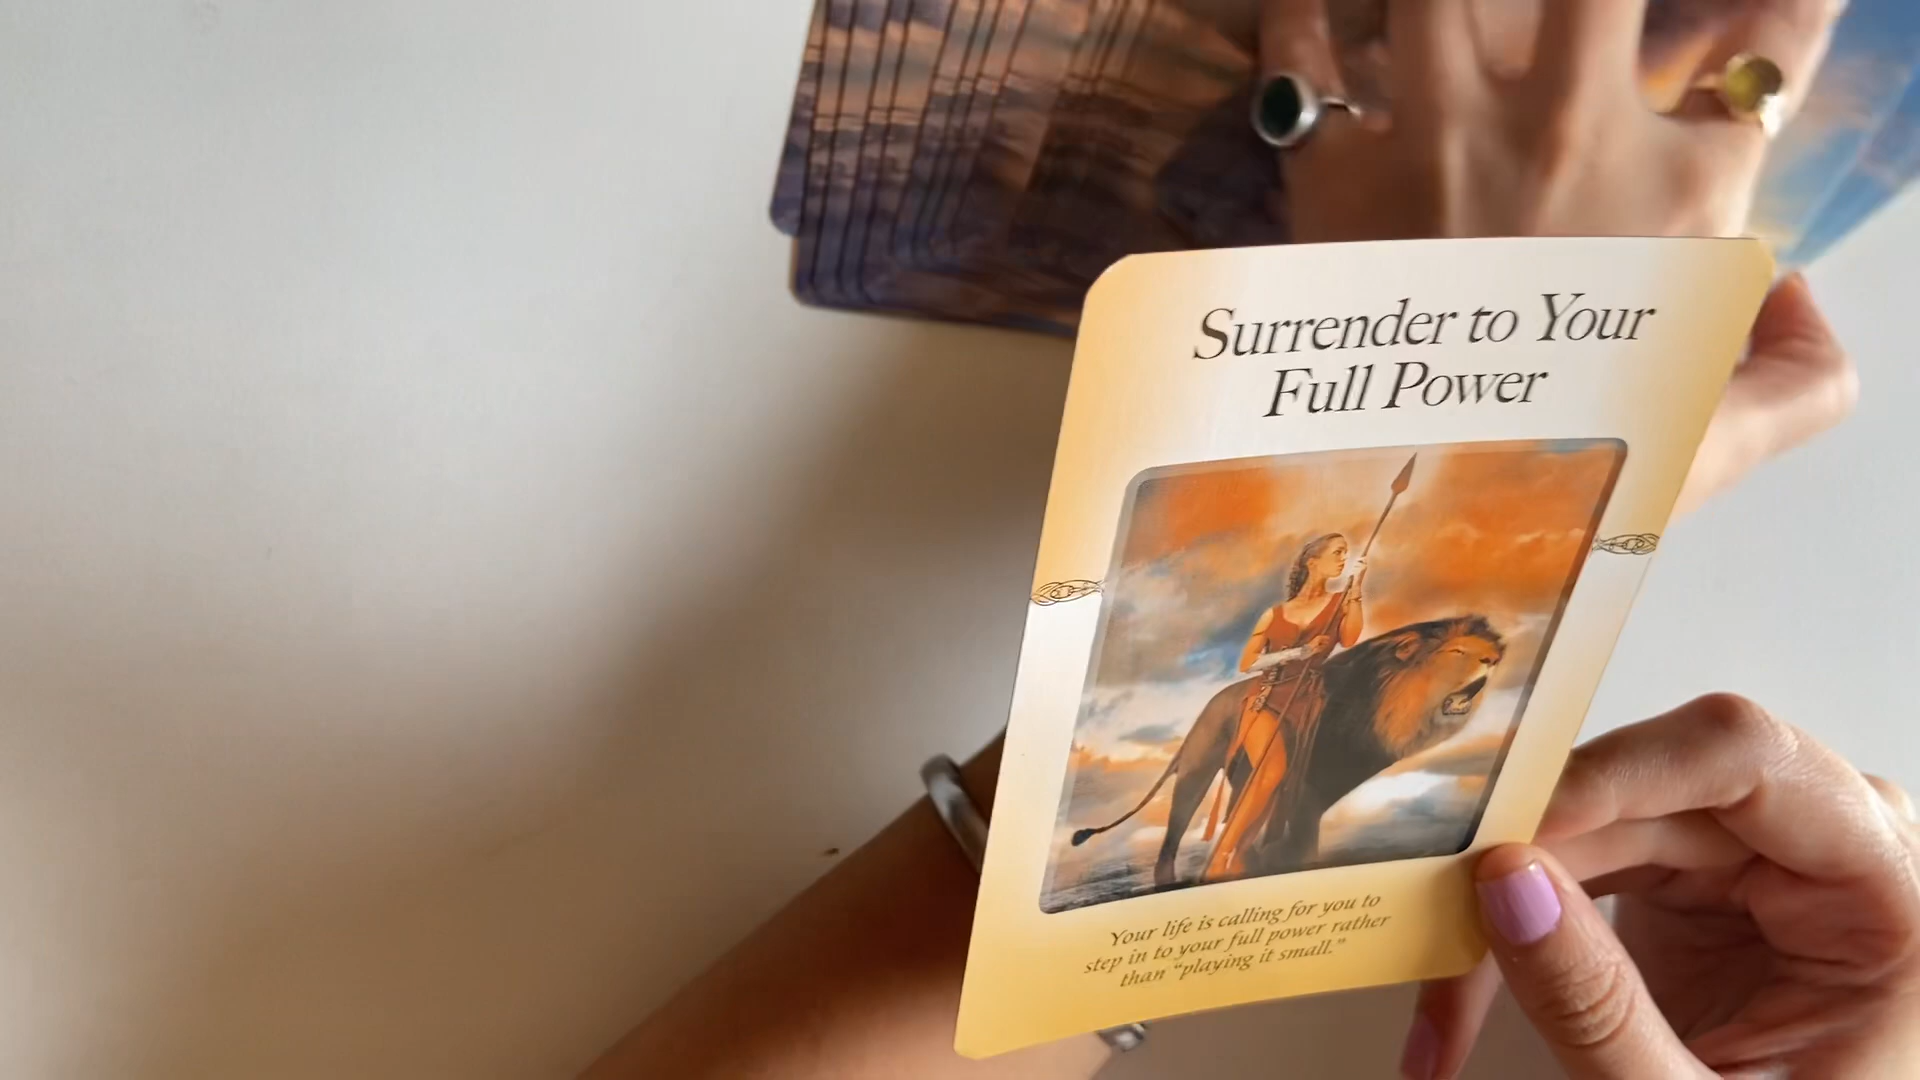 Surrender to Your
Full Power
Your life is calling for you to
step in to your full power rather
than "playing it small."